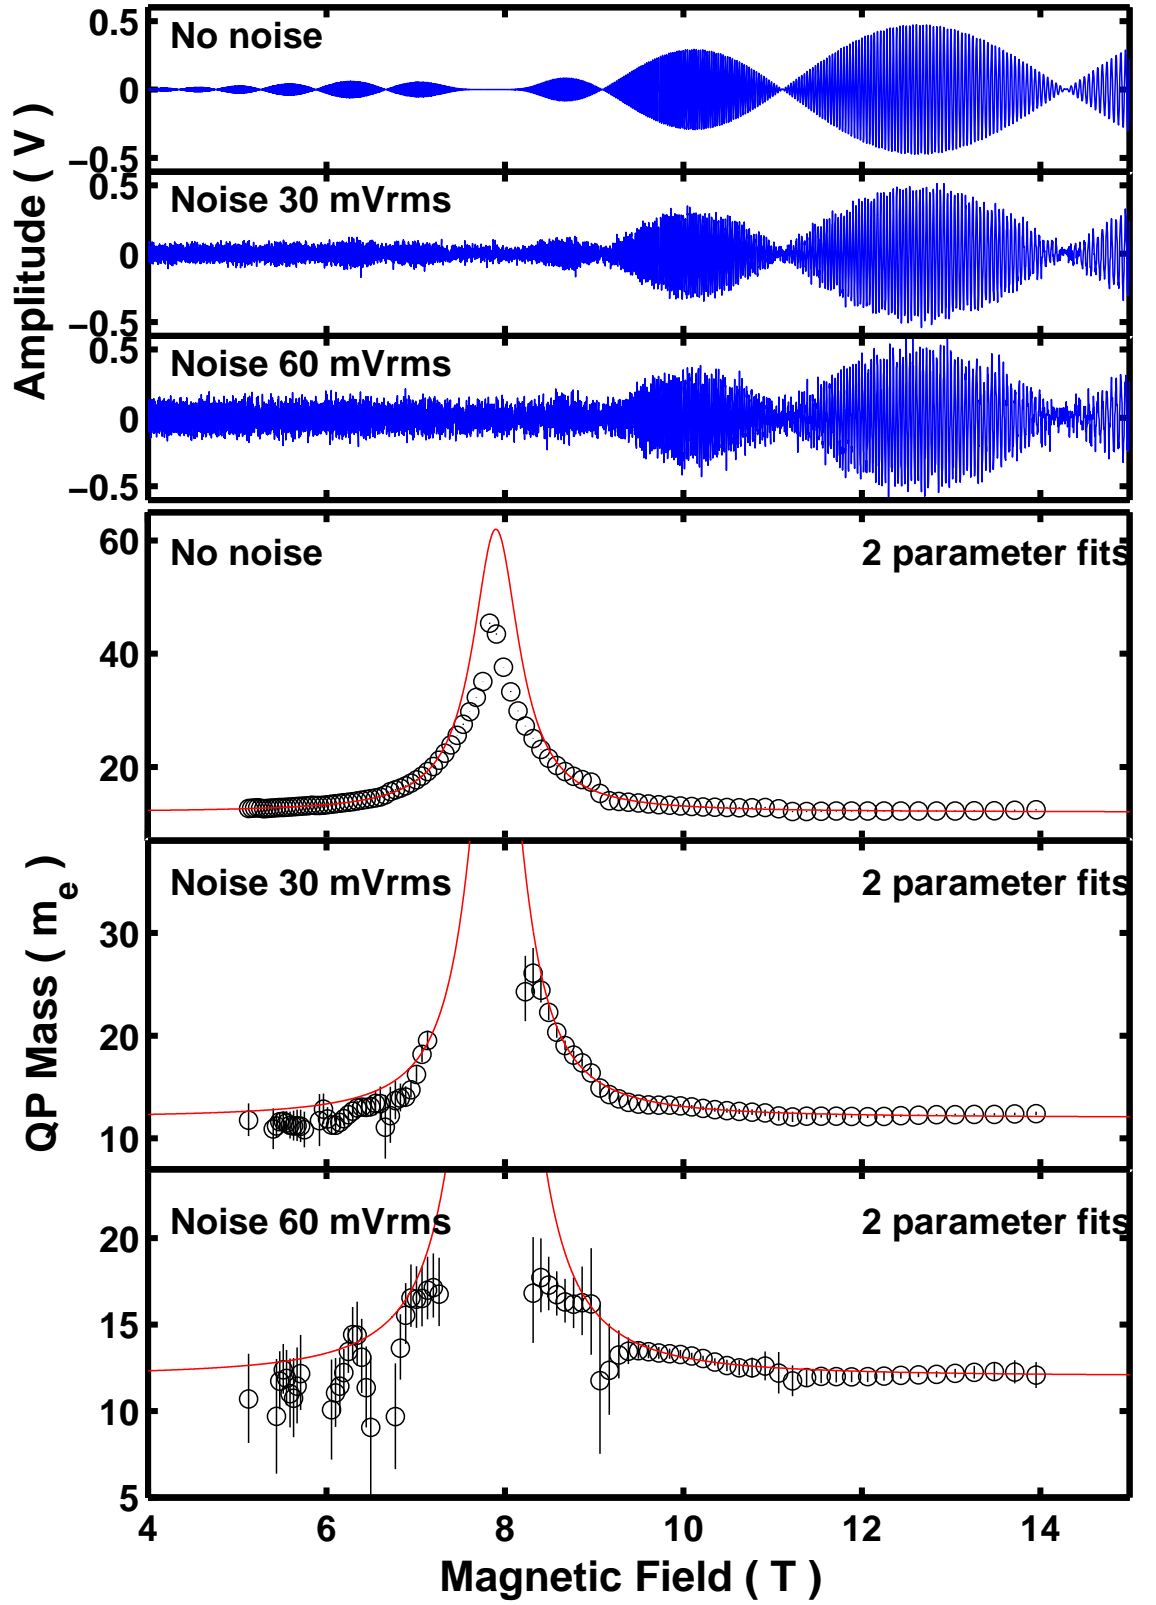 No noise
0.5
0
−0.5
Noise 30 mVrms
0.5
0
−0.5
Noise 60 mVrms
0.5
0
−0.5
Amplitude ( V )
No noise
2 parameter fits
60
40
20
Noise 30 mVrms
2 parameter fits
30
20
10
Noise 60 mVrms
2 parameter fits
20
15
10
5
QP Mass ( me )
4 6 8 10 12 14
Magnetic Field ( T )